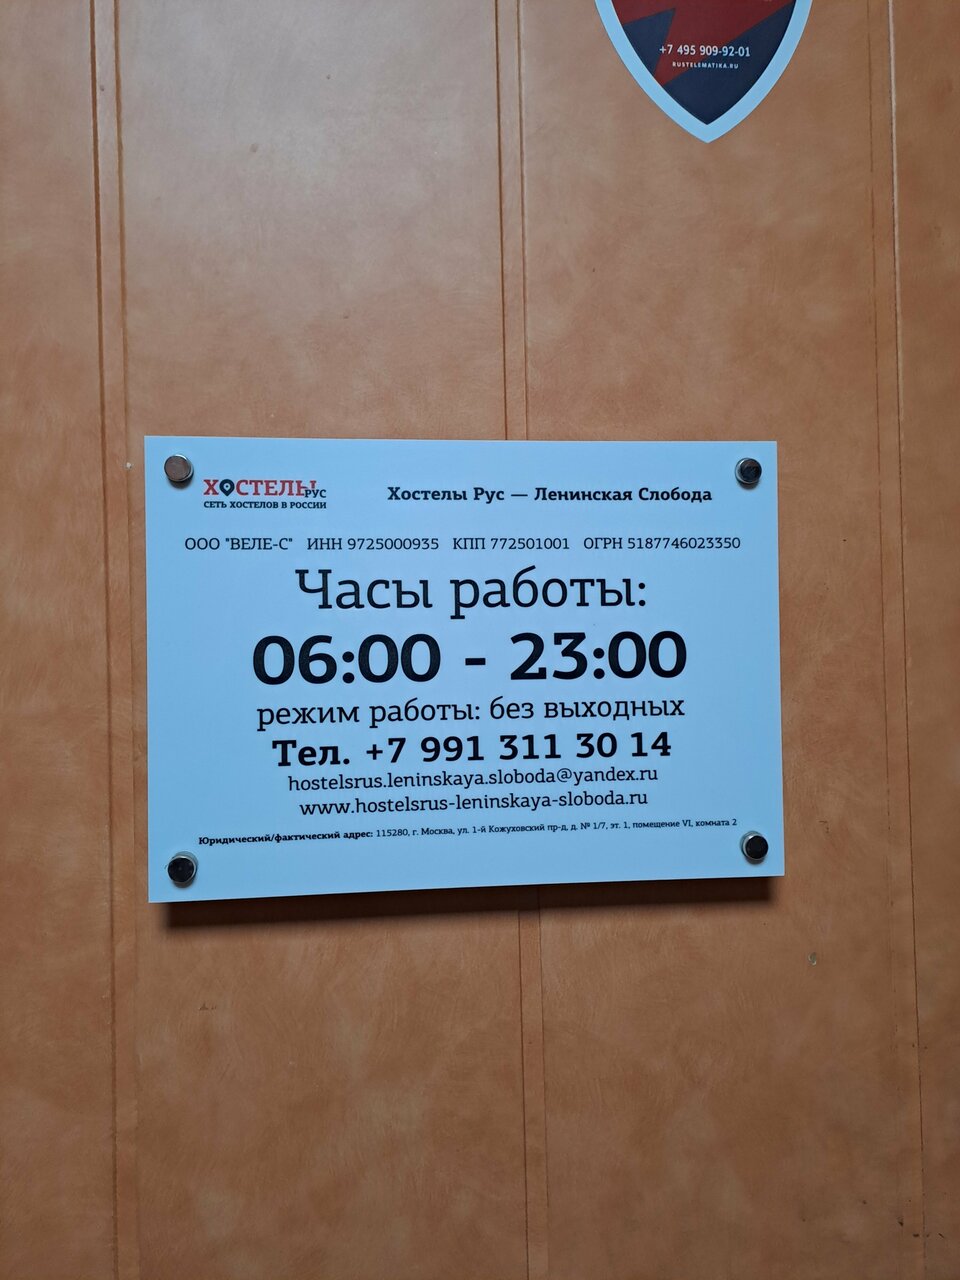 +7 495 909-92-01
RUSTELEMATIKA.RU
ХОСТЕЛЫ РУС
СЕТЬ ХОСТЕЛОВ В РОССИИ
Хостелы Рус — Ленинская Слобода
ООО "ВЕЛЕ-С" ИНН 9725000935 КПП 772501001 ОГРН 5187746023350
Часы работы:
06:00 - 23:00
режим работы: без выходных
Тел. +7 991 311 30 14
hostelsrus.leninskaya.sloboda@yandex.ru
www.hostelsrus-leninskaya-sloboda.ru
Юридический/фактический адрес: 115280, г. Москва, ул. 1-й Кожуховский пр-д, д. № 1/7, эт. 1, помещение VI, комната 2